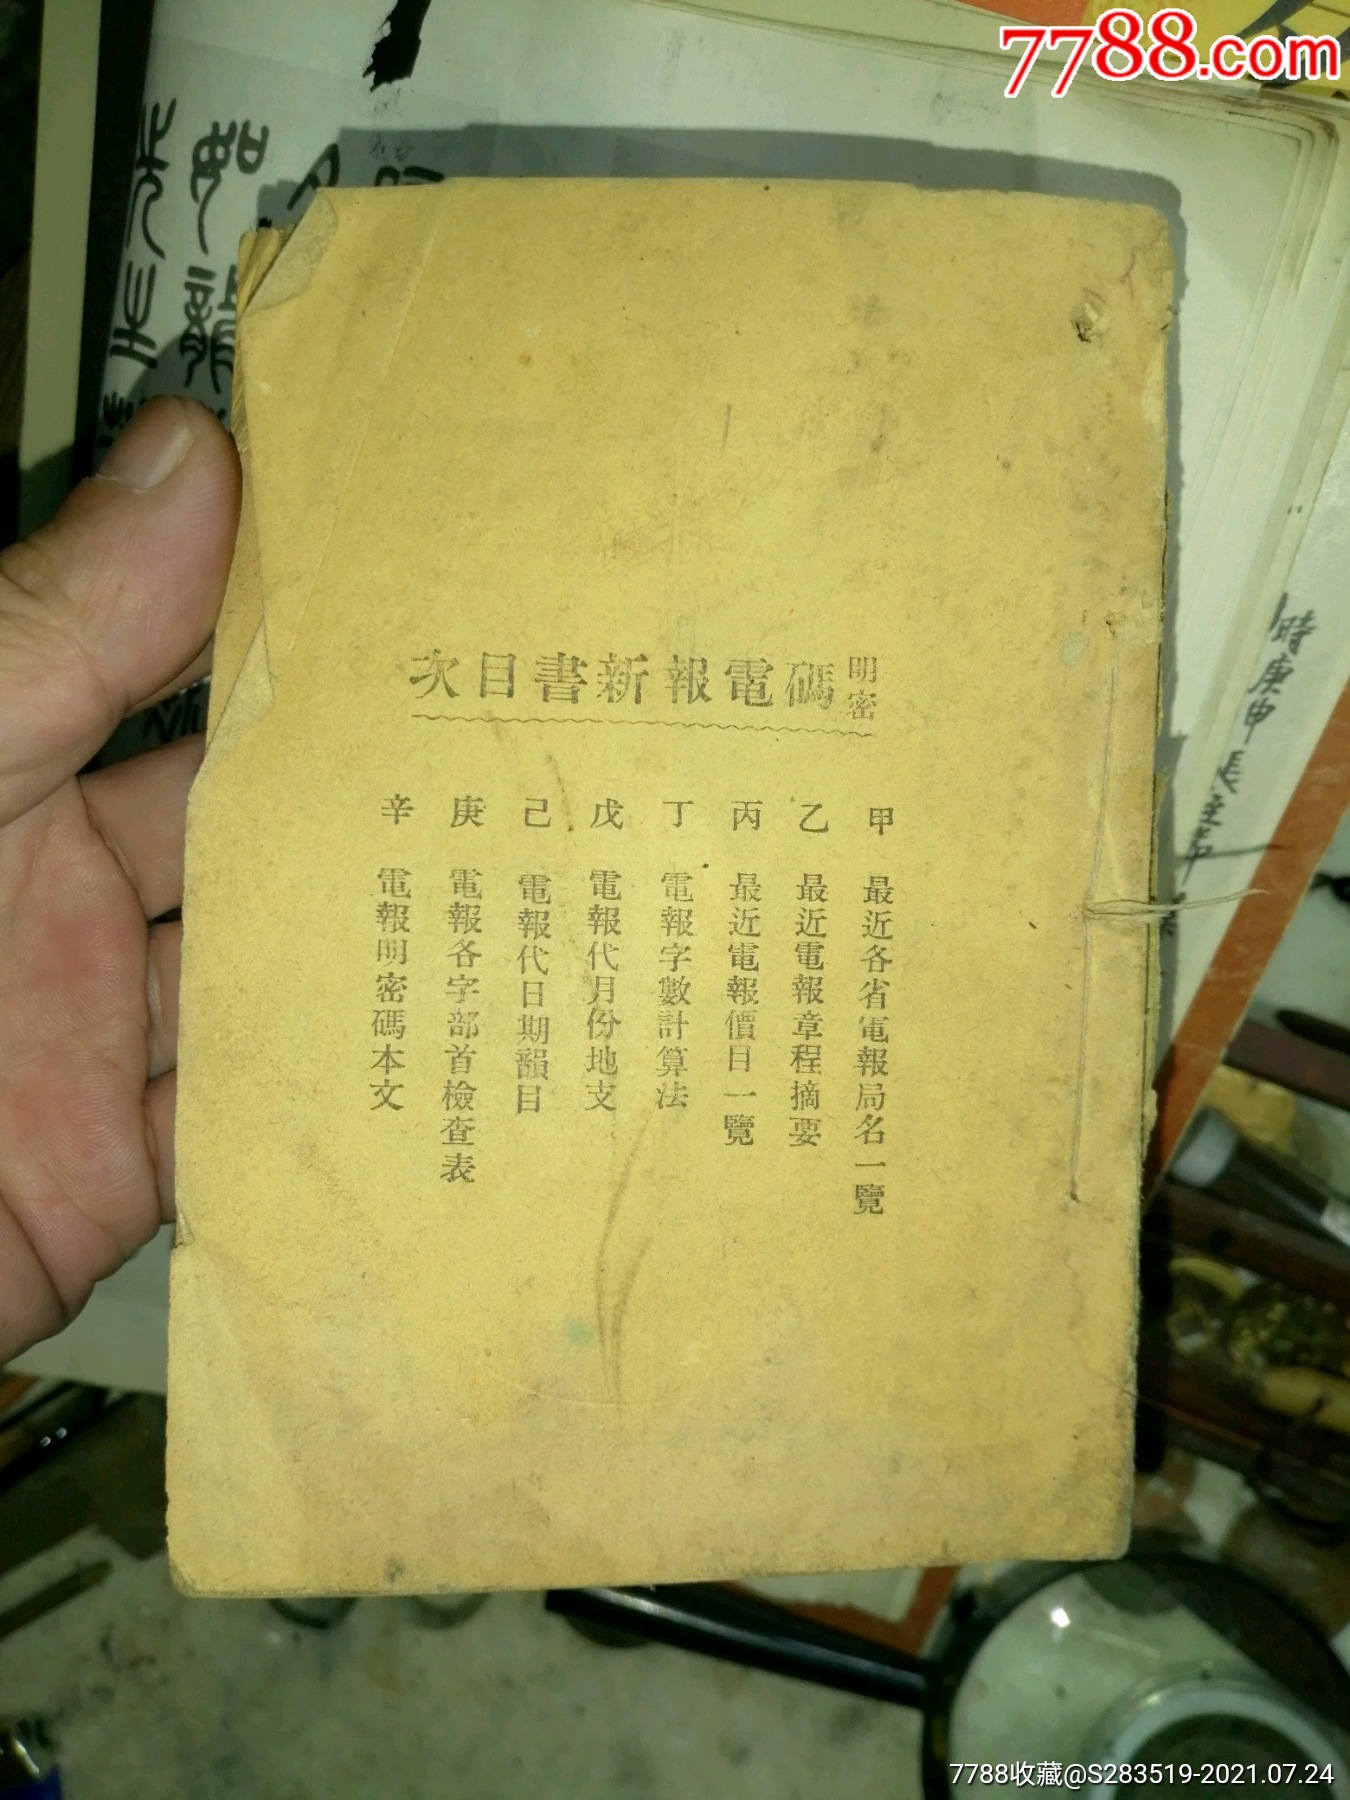 7788.com
明密碼電報新書目次
甲 最近各省電報局名一覽
乙 最近電報章程摘要
丙 最近電報價目一覽
丁 電報字數計算法
戊 電報代月份地支
己 電報代日期韻目
庚 電報各字部首檢查表
辛 電報明密碼本文
如龍
先生
時庚申
7788收藏@S283519-2021.07.24